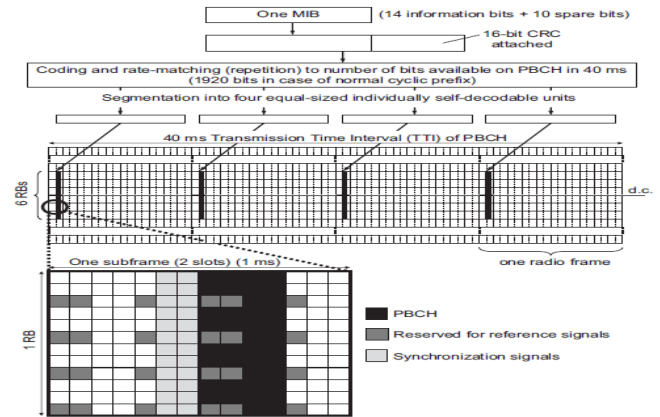 One MIB
(14 information bits + 10 spare bits)
16-bit CRC
attached
Coding and rate-matching (repetition) to number of bits available on PBCH in 40 ms
(1920 bits in case of normal cyclic prefix)
Segmentation into four equal-sized individually self-decodable units
40 ms Transmission Time Interval (TTI) of PBCH
6 RBs
d.c.
One subframe (2 slots) (1 ms)
one radio frame
1 RB
PBCH
Reserved for reference signals
Synchronization signals